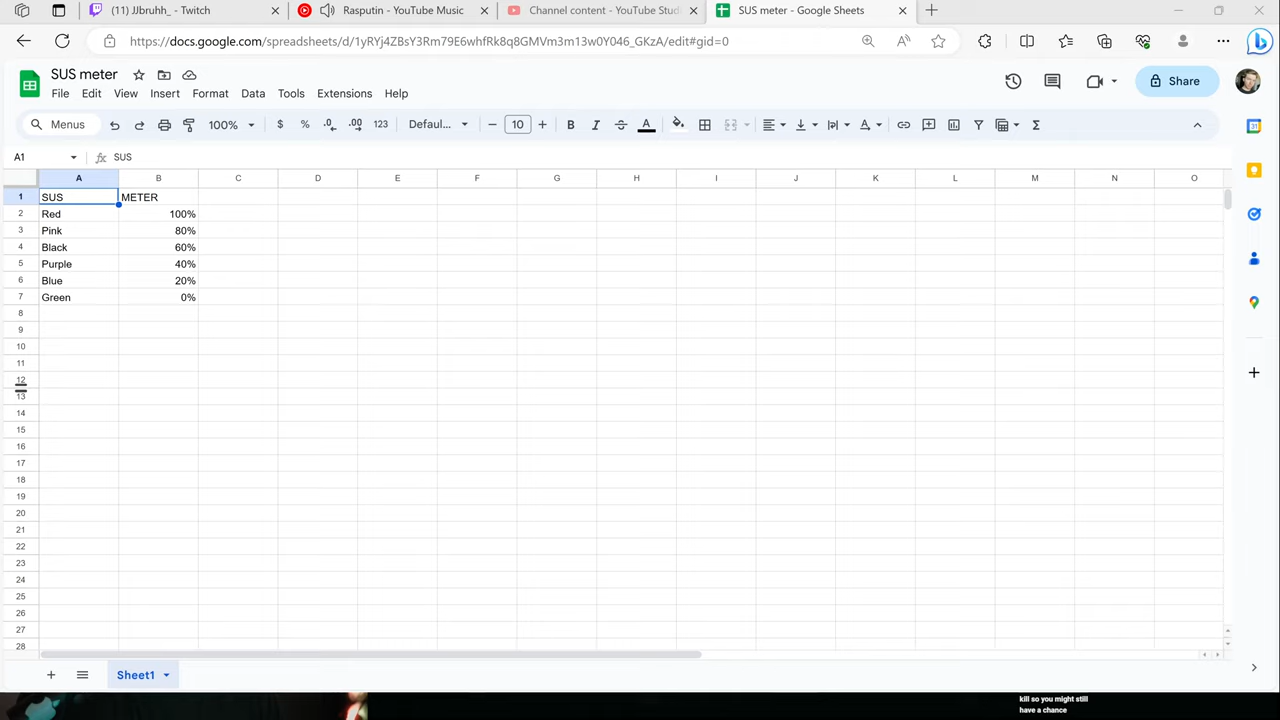 (11) JJbruhh_ - Twitch
Rasputin - YouTube Music
Channel content - YouTube Stud
SUS meter - Google Sheets
https://docs.google.com/spreadsheets/d/1yRYj4ZBsY3Rm79E6whfRk8q8GMVm3m13w0Y046_GKzA/edit#gid=0
SUS meter
Share
File Edit View Insert Format Data Tools Extensions Help
Menus 100% $ % .0 .00 123 Defaul... 10 B I S A
A1 fx SUS
A B C D E F G H I J K L M N O
1 SUS METER
2 Red 100%
3 Pink 80%
4 Black 60%
5 Purple 40%
6 Blue 20%
7 Green 0%
8
9
10
11
12
13
14
15
16
17
18
19
20
21
22
23
24
25
26
27
28
Sheet1
kill so you might still
have a chance